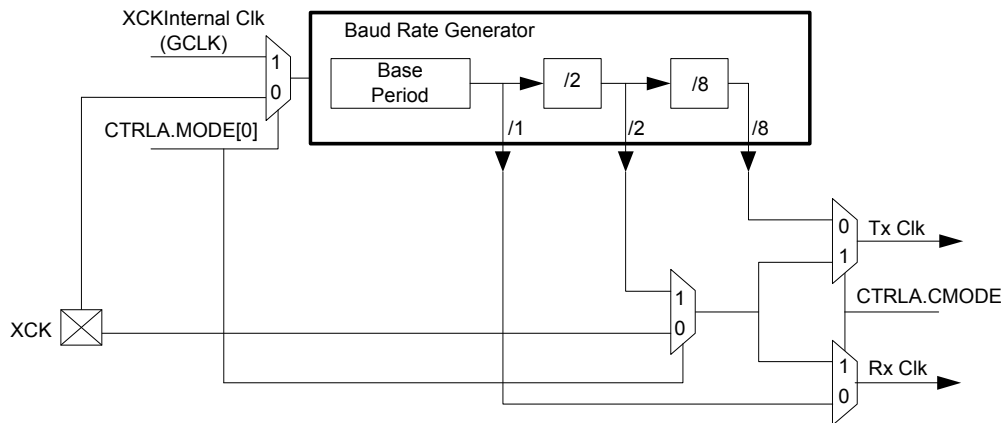 XCKInternal Clk
(GCLK)
Baud Rate Generator
1
0
Base
Period
/2
/8
CTRLA.MODE[0]
/1
/2
/8
0
1
Tx Clk
CTRLA.CMODE
XCK
1
0
1
0
Rx Clk